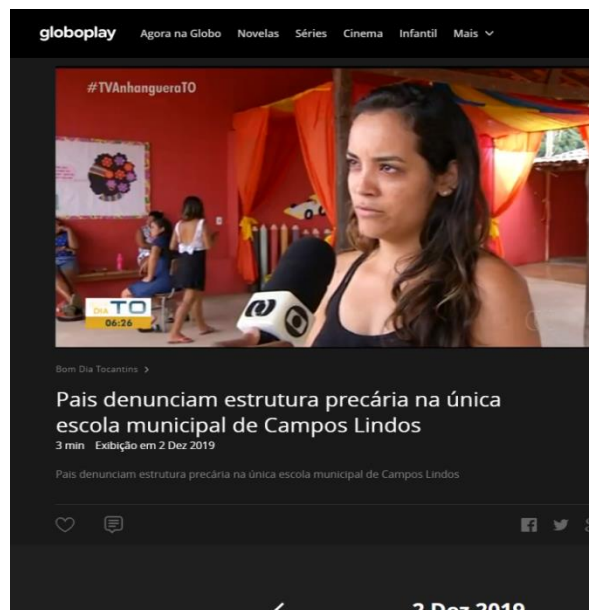 globoplay Agora na Globo Novelas Séries Cinema Infantil Mais
#TVAnhangueraTO
DIA TO
06:26
Bom Dia Tocantins >
Pais denunciam estrutura precária na única
escola municipal de Campos Lindos
3 min Exibição em 2 Dez 2019
Pais denunciam estrutura precária na única escola municipal de Campos Lindos
2 Dez 2019